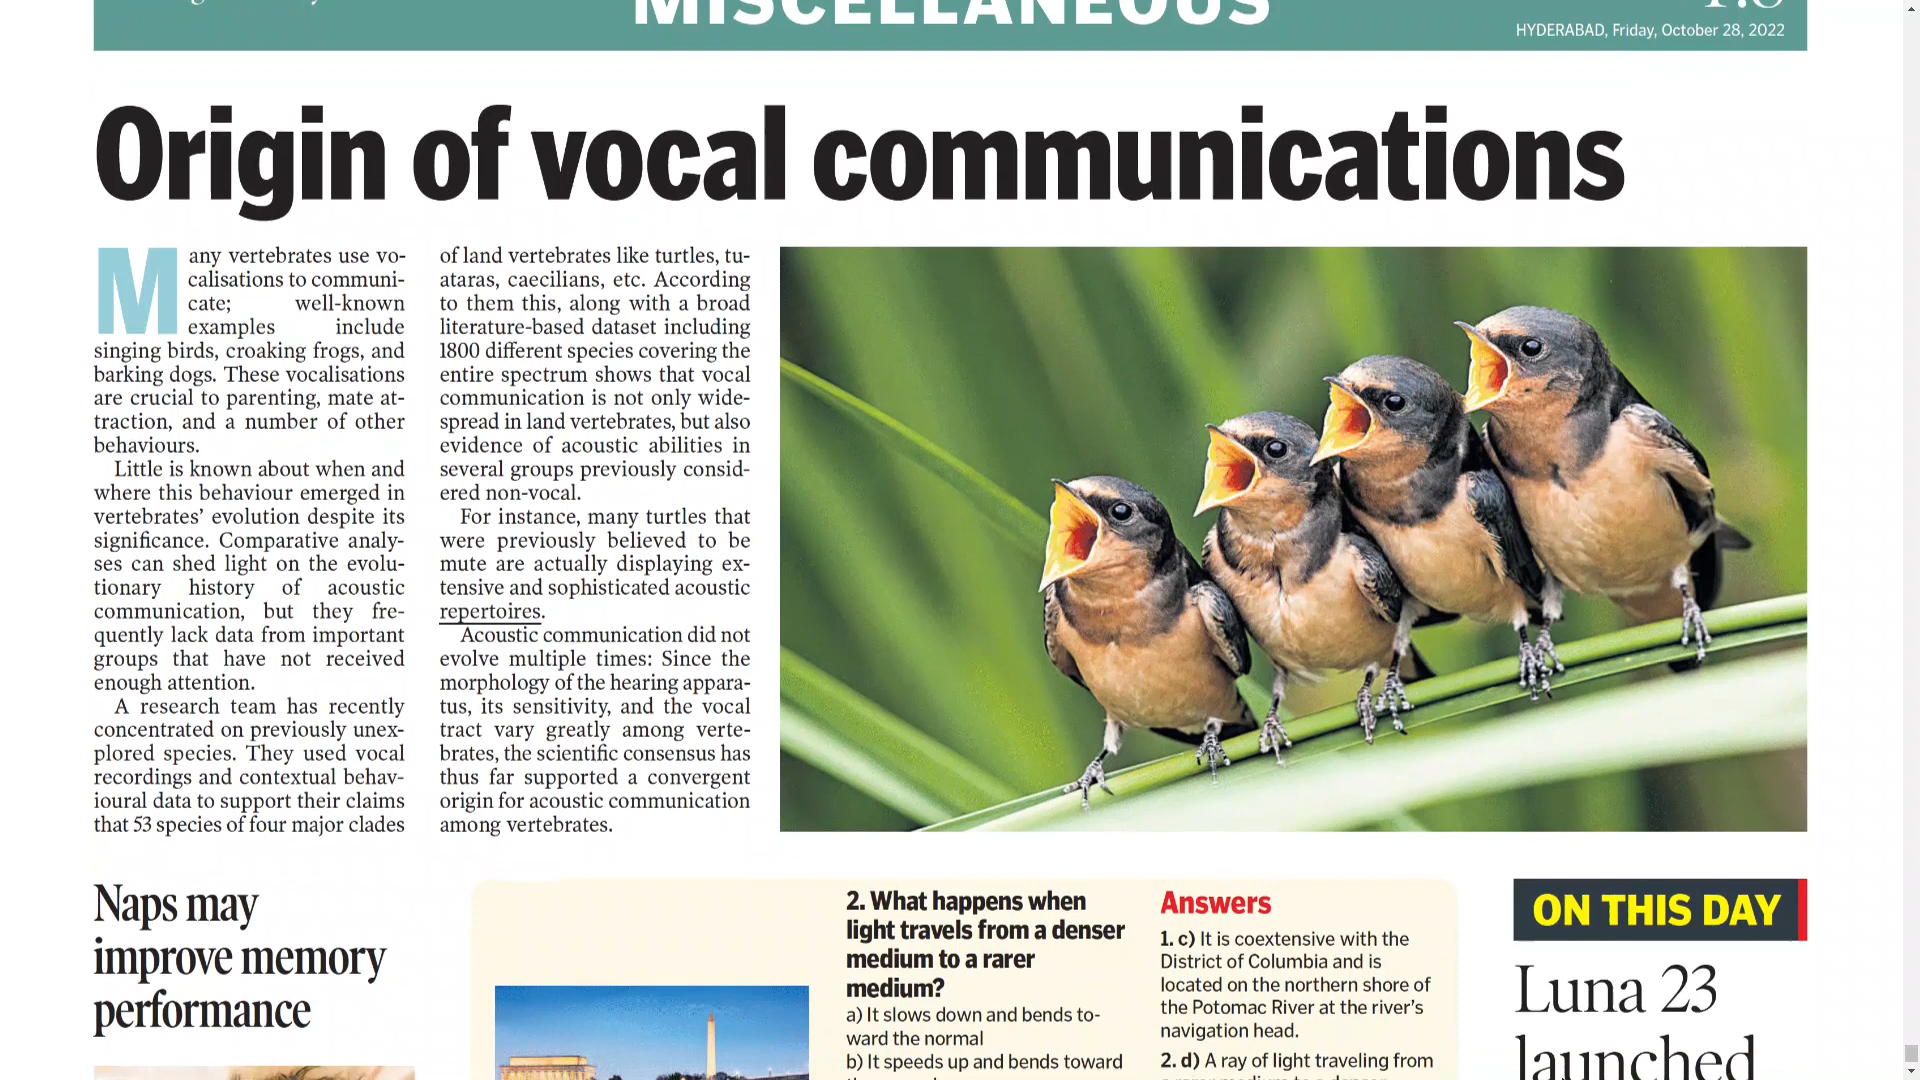 MISCELLANEOUS
HYDERABAD, Friday, October 28, 2022
Origin of vocal communications
Many vertebrates use vo-
calisations to communi-
cate; well-known
examples include
singing birds, croaking frogs, and
barking dogs. These vocalisations
are crucial to parenting, mate at-
traction, and a number of other
behaviours.
Little is known about when and
where this behaviour emerged in
vertebrates’ evolution despite its
significance. Comparative analy-
ses can shed light on the evolu-
tionary history of acoustic
communication, but they fre-
quently lack data from important
groups that have not received
enough attention.
A research team has recently
concentrated on previously unex-
plored species. They used vocal
recordings and contextual behav-
ioural data to support their claims
that 53 species of four major clades
of land vertebrates like turtles, tu-
ataras, caecilians, etc. According
to them this, along with a broad
literature-based dataset including
1800 different species covering the
entire spectrum shows that vocal
communication is not only wide-
spread in land vertebrates, but also
evidence of acoustic abilities in
several groups previously consid-
ered non-vocal.
For instance, many turtles that
were previously believed to be
mute are actually displaying ex-
tensive and sophisticated acoustic
repertoires.
Acoustic communication did not
evolve multiple times: Since the
morphology of the hearing appara-
tus, its sensitivity, and the vocal
tract vary greatly among verte-
brates, the scientific consensus has
thus far supported a convergent
origin for acoustic communication
among vertebrates.
Naps may
improve memory
performance
2. What happens when
light travels from a denser
medium to a rarer
medium?
a) It slows down and bends to-
ward the normal
b) It speeds up and bends toward
Answers
1. c) It is coextensive with the
District of Columbia and is
located on the northern shore of
the Potomac River at the river’s
navigation head.
2. d) A ray of light traveling from
ON THIS DAY
Luna 23
launched